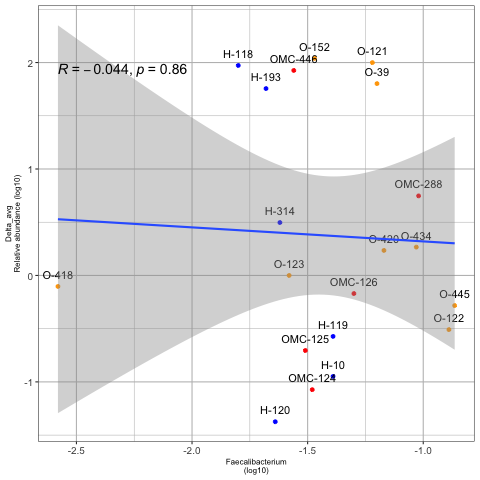 O-152
H-118
O-121
OMC-446
R = −0.044, p = 0.86
O-39
H-193
OMC-288
H-314
O-420
O-434
O-123
O-418
OMC-126
O-445
O-122
H-119
OMC-125
H-10
OMC-124
H-120
2
1
0
-1
-2.5
-2.0
-1.5
-1.0
Delta_avg
Relative abundance (log10)
Faecalibacterium
(log10)